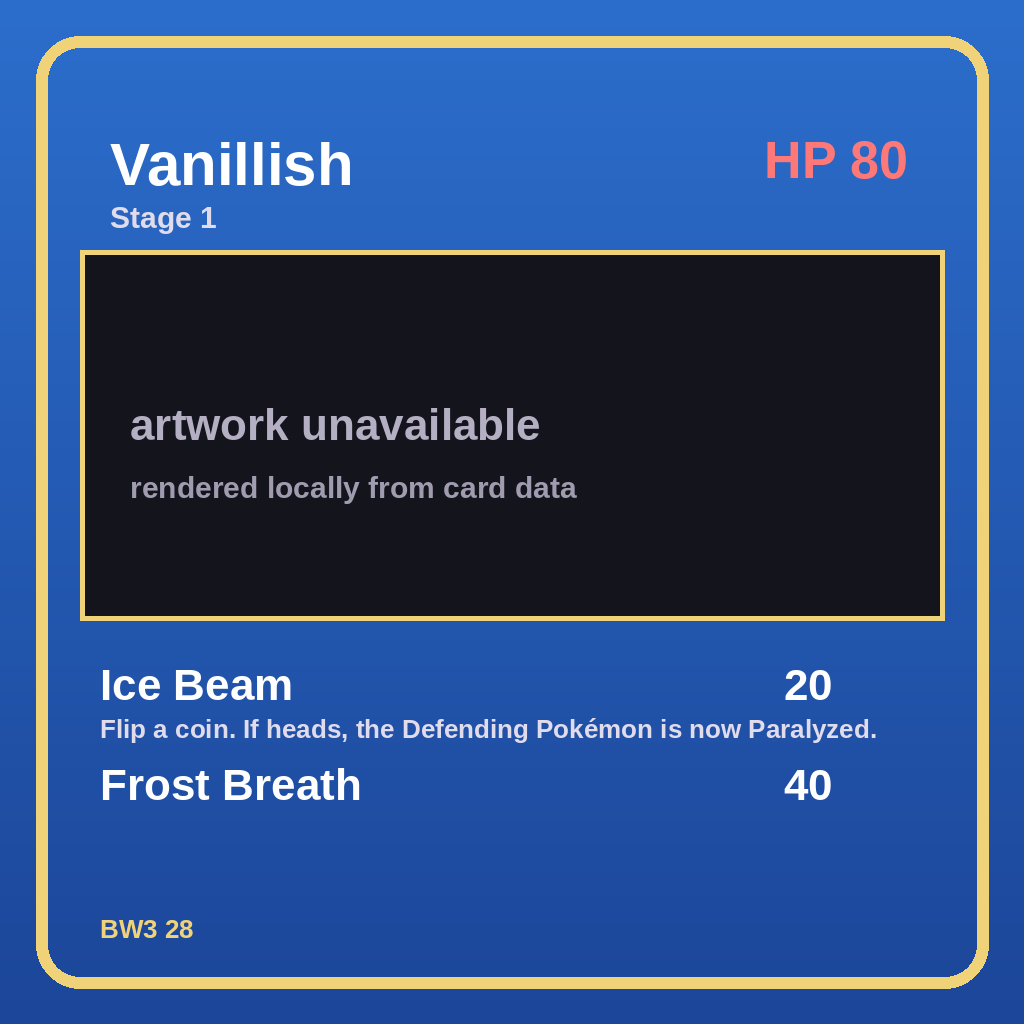 Vanillish
HP 80
Stage 1
artwork unavailable
rendered locally from card data
Ice Beam 20
Flip a coin. If heads, the Defending Pokémon is now Paralyzed.
Frost Breath 40
BW3 28